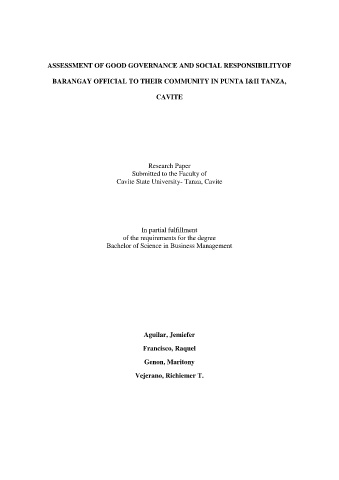 ASSESSMENT OF GOOD GOVERNANCE AND SOCIAL RESPONSIBILITYOF
BARANGAY OFFICIAL TO THEIR COMMUNITY IN PUNTA I&II TANZA,
CAVITE
Research Paper
Submitted to the Faculty of
Cavite State University- Tanza, Cavite
In partial fulfillment
of the requirements for the degree
Bachelor of Science in Business Management
Aguilar, Jemiefer
Francisco, Raquel
Genon, Maritony
Vejerano, Richiemer T.